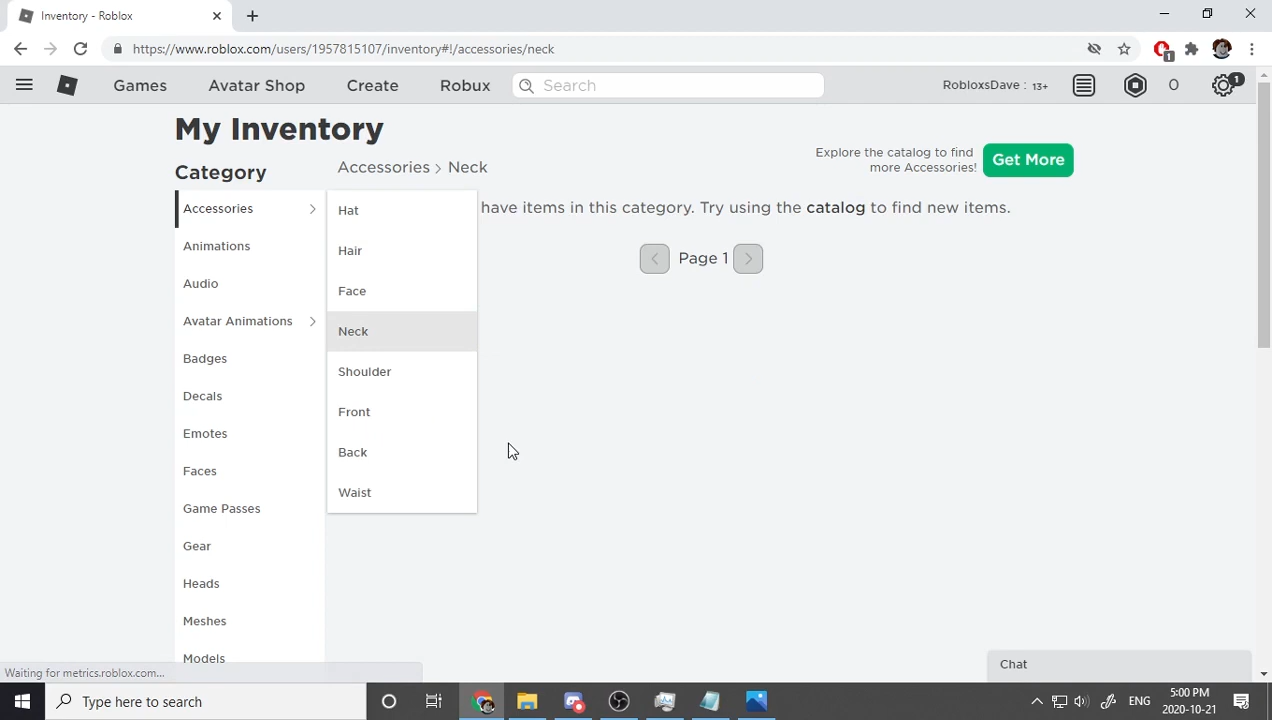 Inventory - Roblox
https://www.roblox.com/users/1957815107/inventory#!/accessories/neck
1
Games Avatar Shop Create Robux Search RobloxsDave : 13+ 0 1
My Inventory
Category
Accessories
Animations
Audio
Avatar Animations
Badges
Decals
Emotes
Faces
Game Passes
Gear
Heads
Meshes
Models
Accessories > Neck
Explore the catalog to find
more Accessories!
Get More
have items in this category. Try using the catalog to find new items.
Page 1
Hat
Hair
Face
Neck
Shoulder
Front
Back
Waist
Chat
Waiting for metrics.roblox.com...
Type here to search
ENG
5:00 PM
2020-10-21